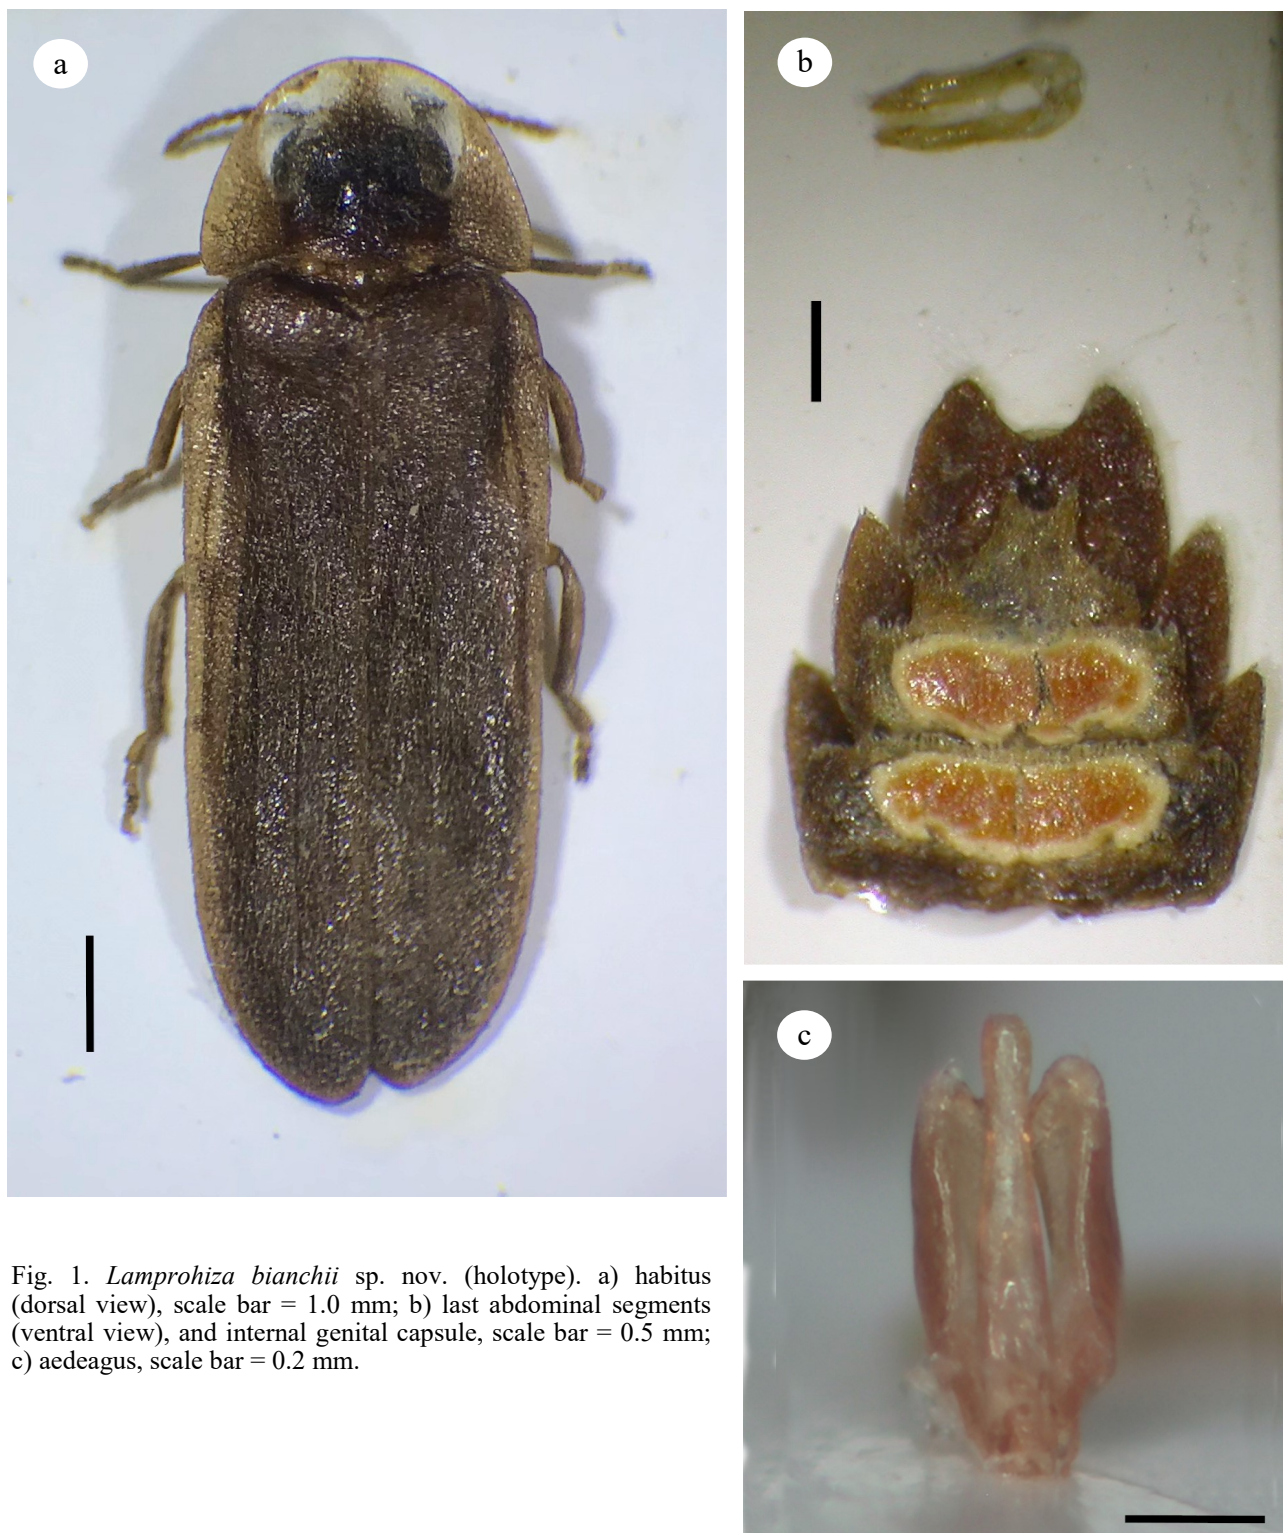 a
b
c
Fig. 1. Lamprohiza bianchii sp. nov. (holotype). a) habitus
(dorsal view), scale bar = 1.0 mm; b) last abdominal segments
(ventral view), and internal genital capsule, scale bar = 0.5 mm;
c) aedeagus, scale bar = 0.2 mm.